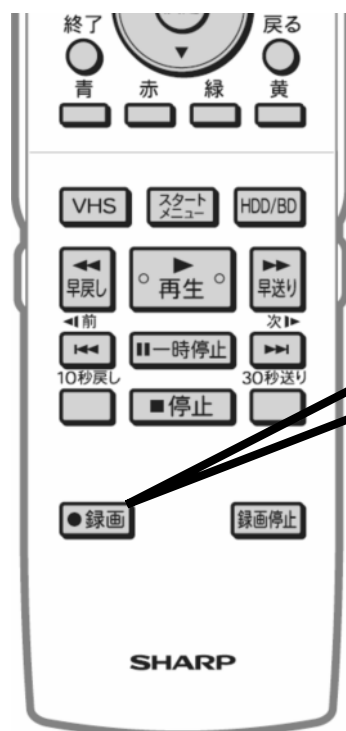 終了 戻る
▼
青 赤 緑 黄
VHS スタートメニュー HDD/BD
◀◀ ▶ ▶▶
早戻し 再生 早送り
前 次
⏮ ⏸一時停止 ⏭
10秒戻し 30秒送り
■停止
●録画 録画停止
SHARP